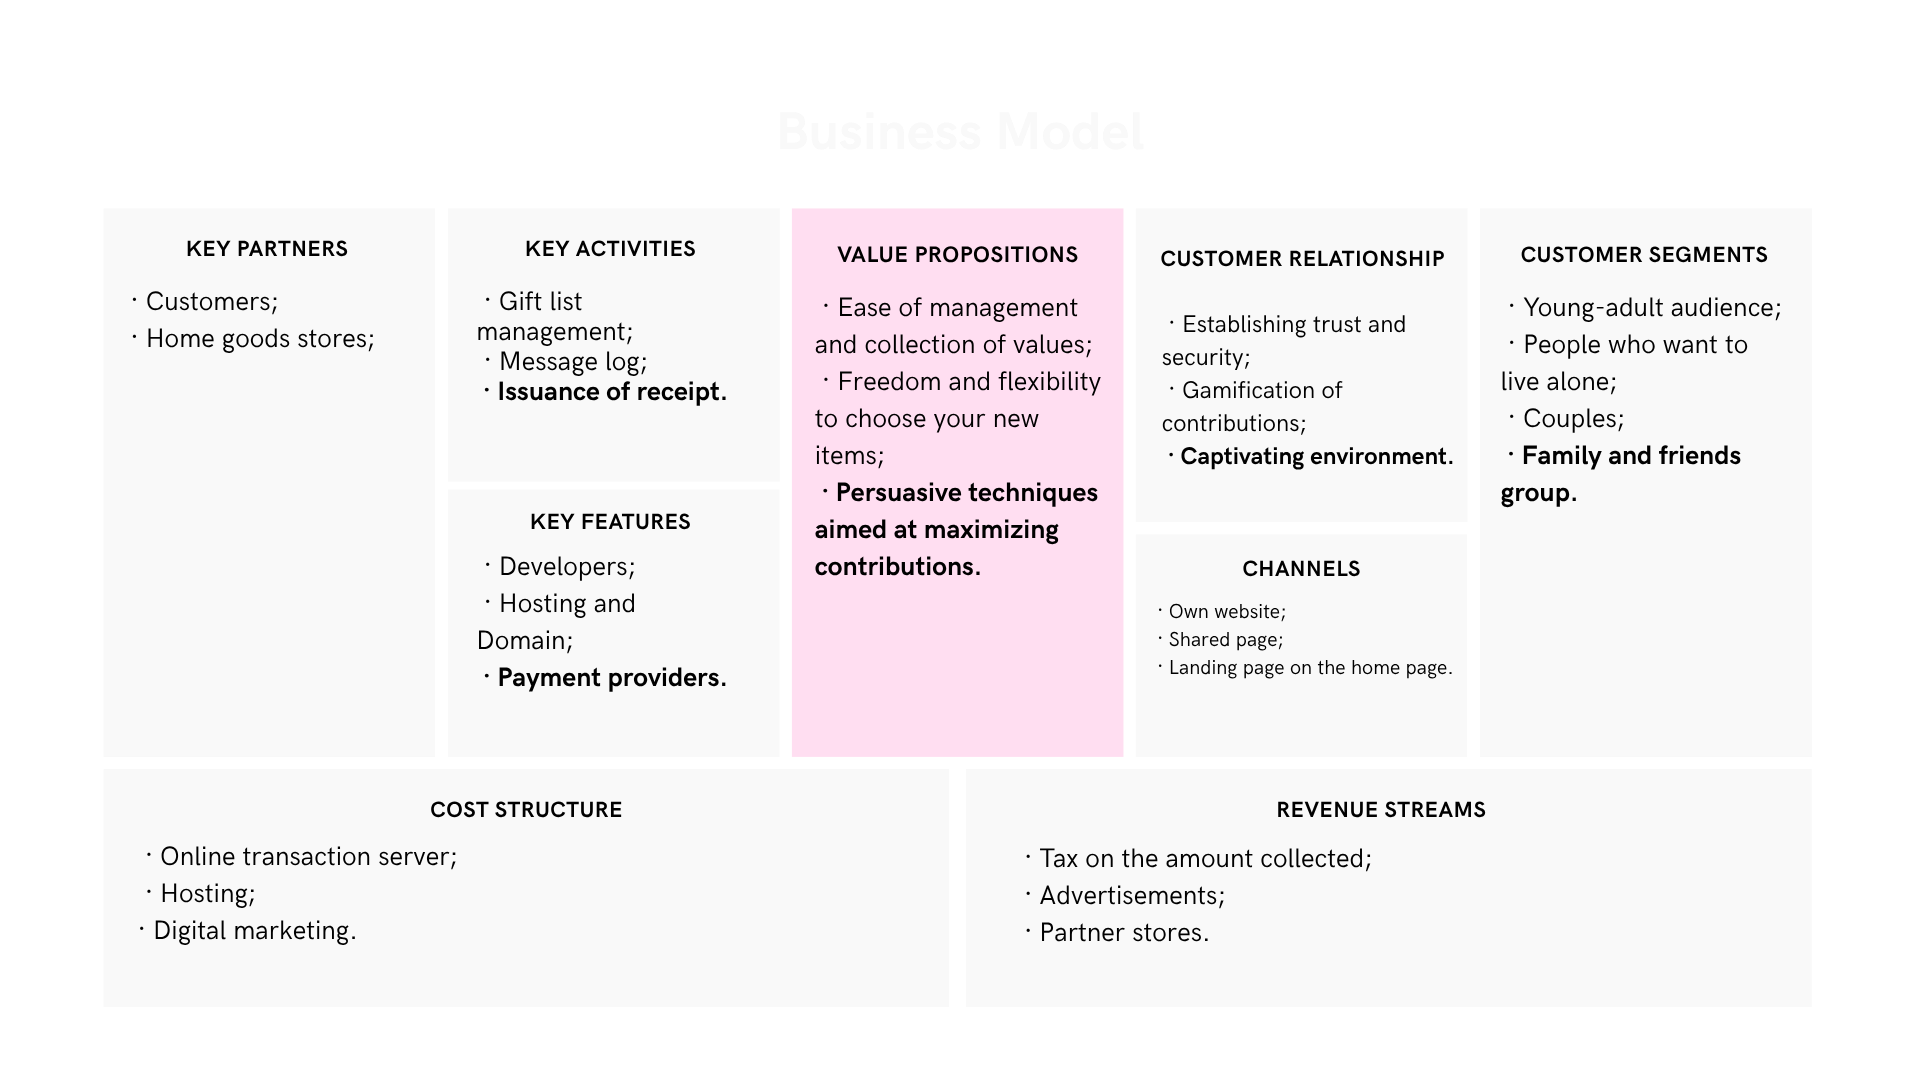 Business Model
KEY PARTNERS
· Customers;
· Home goods stores;
KEY ACTIVITIES
· Gift list
management;
· Message log;
· Issuance of receipt.
KEY FEATURES
· Developers;
· Hosting and
Domain;
· Payment providers.
VALUE PROPOSITIONS
· Ease of management
and collection of values;
· Freedom and flexibility
to choose your new
items;
· Persuasive techniques
aimed at maximizing
contributions.
CUSTOMER RELATIONSHIP
· Establishing trust and
security;
· Gamification of
contributions;
· Captivating environment.
CHANNELS
· Own website;
· Shared page;
· Landing page on the home page.
CUSTOMER SEGMENTS
· Young-adult audience;
· People who want to
live alone;
· Couples;
· Family and friends
group.
COST STRUCTURE
· Online transaction server;
· Hosting;
· Digital marketing.
REVENUE STREAMS
· Tax on the amount collected;
· Advertisements;
· Partner stores.